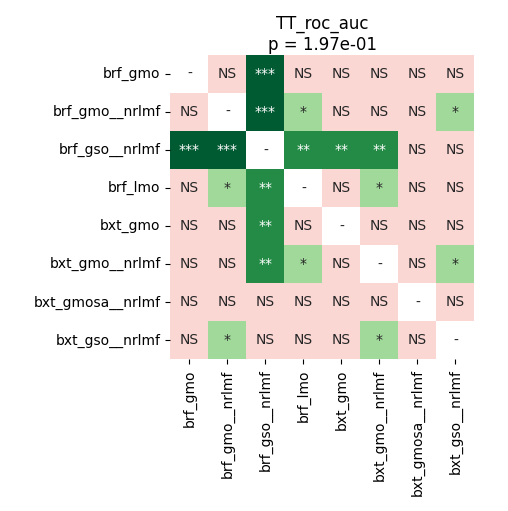 TT_roc_auc
p = 1.97e-01
brf_gmo - NS *** NS NS NS NS NS
brf_gmo__nrlmf NS - *** * NS NS NS *
brf_gso__nrlmf *** *** - ** ** ** NS NS
brf_lmo NS * ** - NS * NS NS
bxt_gmo NS NS ** NS - NS NS NS
bxt_gmo__nrlmf NS NS ** * NS - NS *
bxt_gmosa__nrlmf NS NS NS NS NS NS - NS
bxt_gso__nrlmf NS * NS NS NS * NS -
brf_gmo
brf_gmo__nrlmf
brf_gso__nrlmf
brf_lmo
bxt_gmo
bxt_gmo__nrlmf
bxt_gmosa__nrlmf
bxt_gso__nrlmf